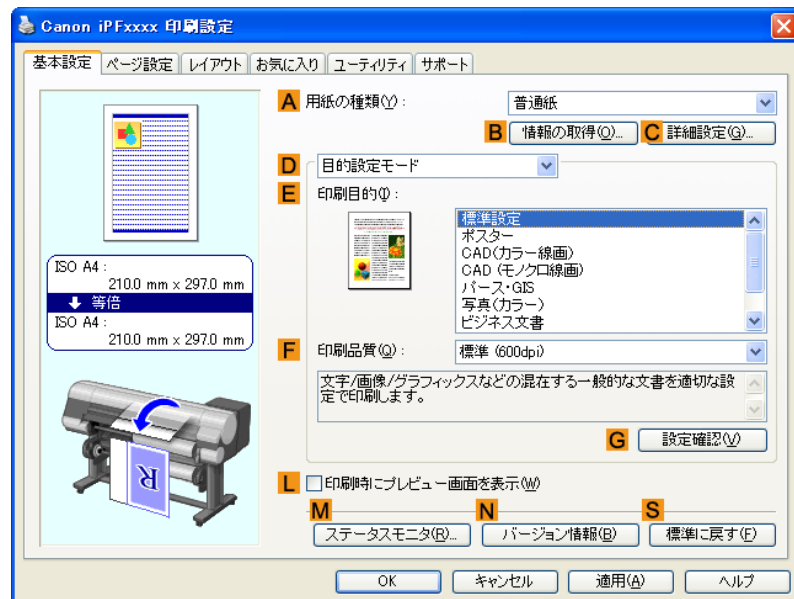 Canon iPFxxxx 印刷設定
基本設定 ページ設定 レイアウト お気に入り ユーティリティ サポート
A 用紙の種類(Y) : 普通紙
B 情報の取得(O)... C 詳細設定(G)...
D 目的設定モード
E 印刷目的(I) :
標準設定
ポスター
CAD(カラー線画)
CAD (モノクロ線画)
パース・GIS
写真(カラー)
ビジネス文書
ISO A4 :
210.0 mm x 297.0 mm
等倍
ISO A4 :
210.0 mm x 297.0 mm
F 印刷品質(Q) : 標準 (600dpi)
文字/画像/グラフィックスなどの混在する一般的な文書を適切な設
定で印刷します。
G 設定確認(V)
R
L 印刷時にプレビュー画面を表示(W)
M N S
ステータスモニタ(R)... バージョン情報(B) 標準に戻す(F)
OK キャンセル 適用(A) ヘルプ